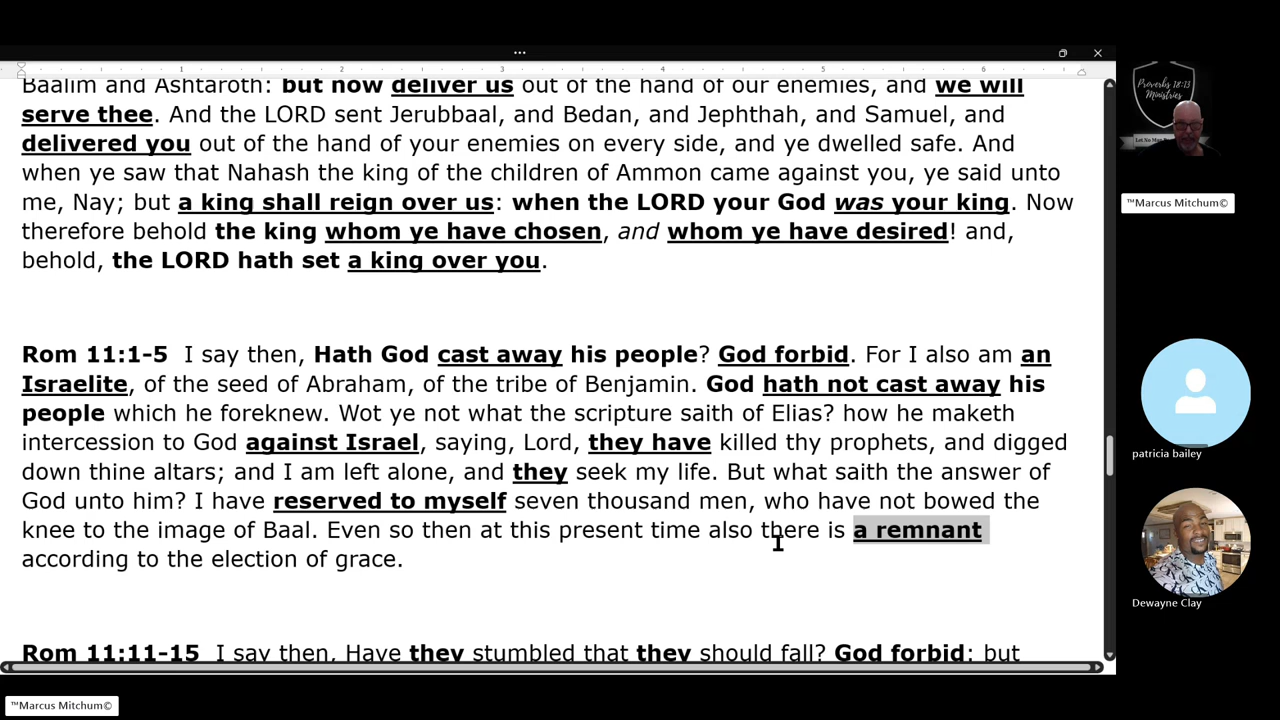 Baalim and Ashtaroth: but now deliver us out of the hand of our enemies, and we will
serve thee. And the LORD sent Jerubbaal, and Bedan, and Jephthah, and Samuel, and
delivered you out of the hand of your enemies on every side, and ye dwelled safe. And
when ye saw that Nahash the king of the children of Ammon came against you, ye said unto
me, Nay; but a king shall reign over us: when the LORD your God was your king. Now
therefore behold the king whom ye have chosen, and whom ye have desired! and,
behold, the LORD hath set a king over you.
Rom 11:1-5 I say then, Hath God cast away his people? God forbid. For I also am an
Israelite, of the seed of Abraham, of the tribe of Benjamin. God hath not cast away his
people which he foreknew. Wot ye not what the scripture saith of Elias? how he maketh
intercession to God against Israel, saying, Lord, they have killed thy prophets, and digged
down thine altars; and I am left alone, and they seek my life. But what saith the answer of
God unto him? I have reserved to myself seven thousand men, who have not bowed the
knee to the image of Baal. Even so then at this present time also there is a remnant
according to the election of grace.
Rom 11:11-15 I say then, Have they stumbled that they should fall? God forbid: but
1
2
3
4
5
6
Proverbs 18:13
Ministries
™Marcus Mitchum©
patricia bailey
Dewayne Clay
™Marcus Mitchum©